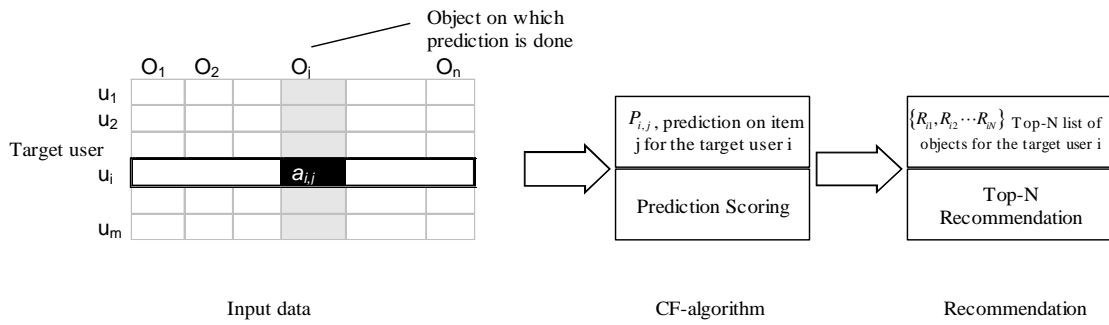 Object on which
prediction is done
O1 O2 Oj On
u1
u2
Target user
ui
ai,j
um
Pi,j, prediction on item
j for the target user i
Prediction Scoring
{Ri1, Ri2 ⋯ RiN} Top-N list of
objects for the target user i
Top-N
Recommendation
Input data
CF-algorithm
Recommendation